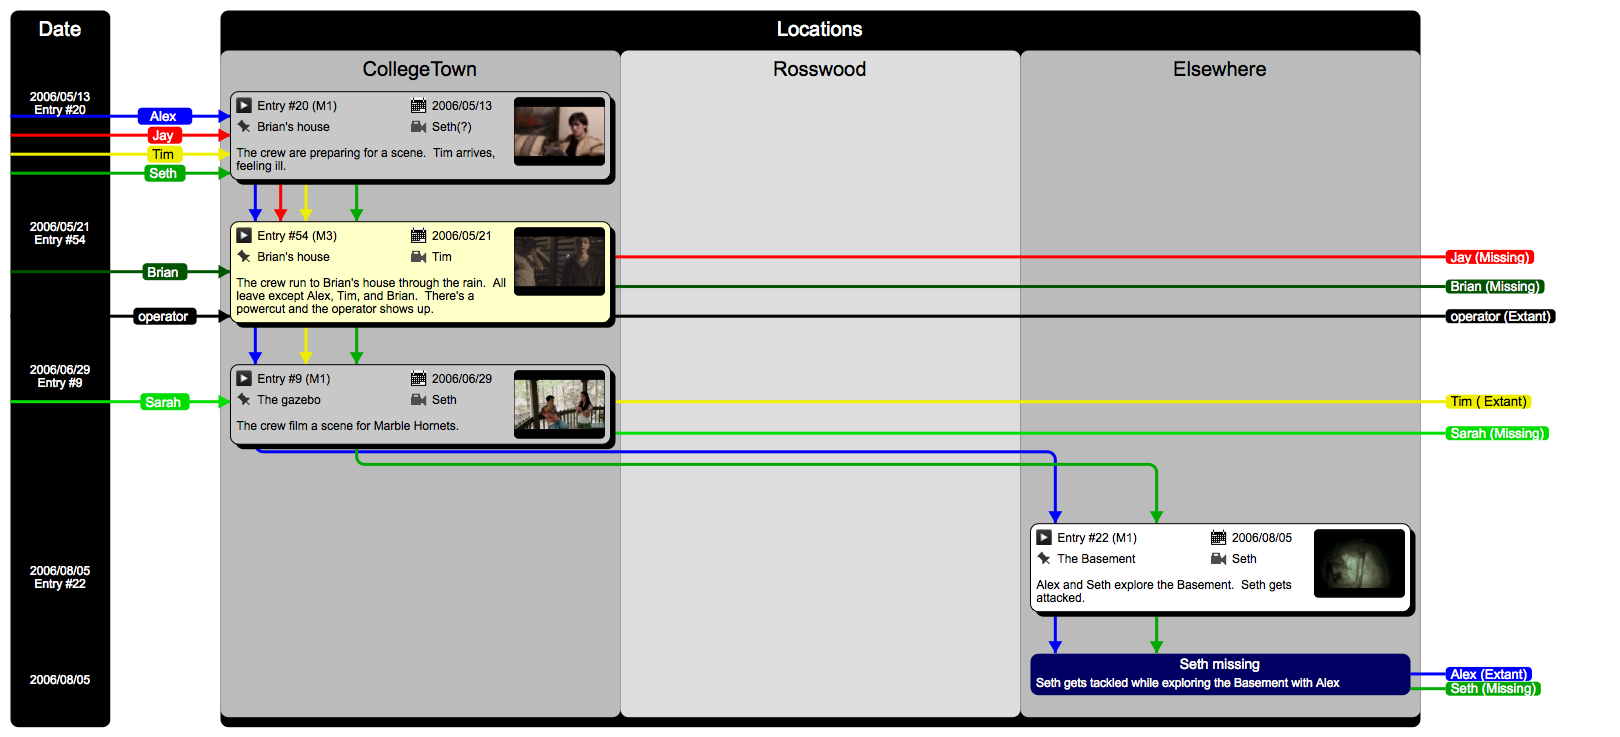 Date
Locations
CollegeTown
Rosswood
Elsewhere
2006/05/13
Entry #20
Alex
Jay
Tim
Seth
Entry #20 (M1)
2006/05/13
Brian's house
Seth(?)
The crew are preparing for a scene.  Tim arrives,
feeling ill.
2006/05/21
Entry #54
Brian
operator
Entry #54 (M3)
2006/05/21
Brian's house
Tim
The crew run to Brian's house through the rain.  All
leave except Alex, Tim, and Brian.  There's a
powercut and the operator shows up.
Jay (Missing)
Brian (Missing)
operator (Extant)
2006/06/29
Entry #9
Sarah
Entry #9 (M1)
2006/06/29
The gazebo
Seth
The crew film a scene for Marble Hornets.
Tim ( Extant)
Sarah (Missing)
2006/08/05
Entry #22
Entry #22 (M1)
2006/08/05
The Basement
Seth
Alex and Seth explore the Basement.  Seth gets
attacked.
2006/08/05
Seth missing
Seth gets tackled while exploring the Basement with Alex
Alex (Extant)
Seth (Missing)